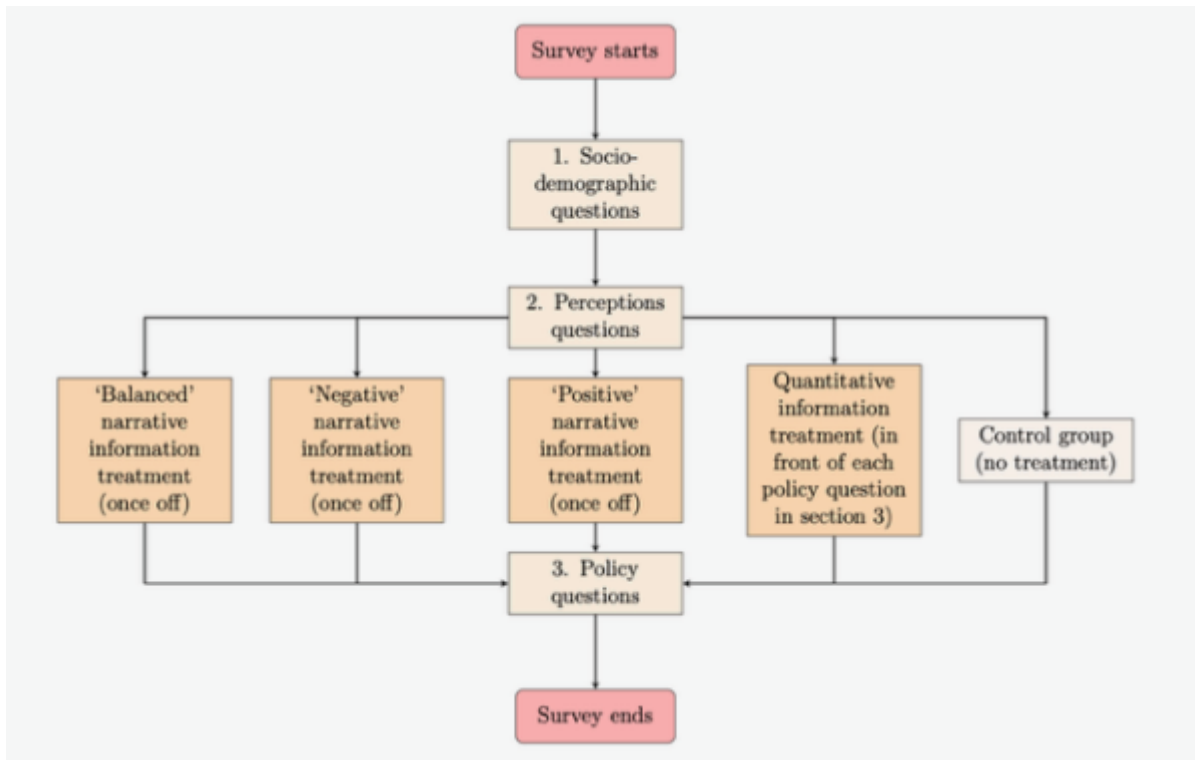 Survey starts
1. Socio-
demographic
questions
2. Perceptions
questions
‘Balanced’
narrative
information
treatment
(once off)
‘Negative’
narrative
information
treatment
(once off)
‘Positive’
narrative
information
treatment
(once off)
Quantitative
information
treatment (in
front of each
policy question
in section 3)
Control group
(no treatment)
3. Policy
questions
Survey ends